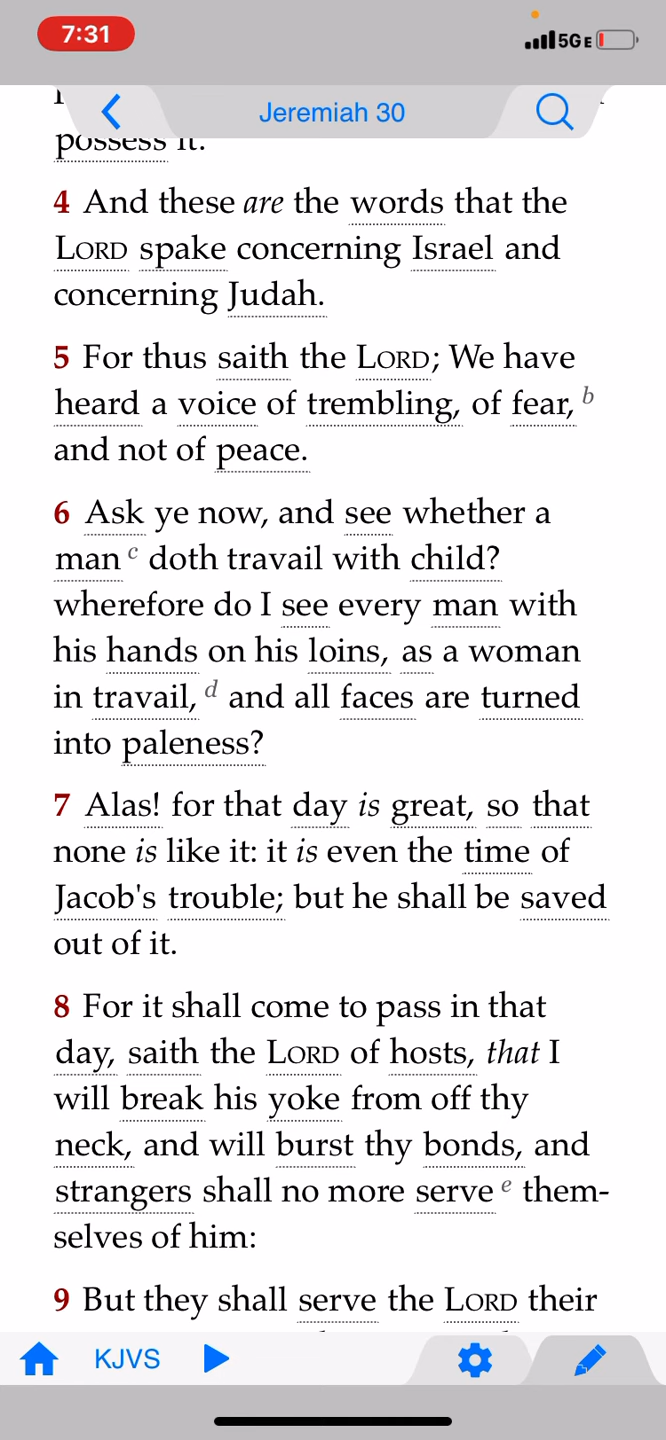 7:31
5GE
Jeremiah 30
possess it.
4 And these are the words that the
LORD spake concerning Israel and
concerning Judah.
5 For thus saith the LORD; We have
heard a voice of trembling, of fear, b
and not of peace.
6 Ask ye now, and see whether a
man c doth travail with child?
wherefore do I see every man with
his hands on his loins, as a woman
in travail, d and all faces are turned
into paleness?
7 Alas! for that day is great, so that
none is like it: it is even the time of
Jacob's trouble; but he shall be saved
out of it.
8 For it shall come to pass in that
day, saith the LORD of hosts, that I
will break his yoke from off thy
neck, and will burst thy bonds, and
strangers shall no more serve e them-
selves of him:
9 But they shall serve the LORD their
KJVS